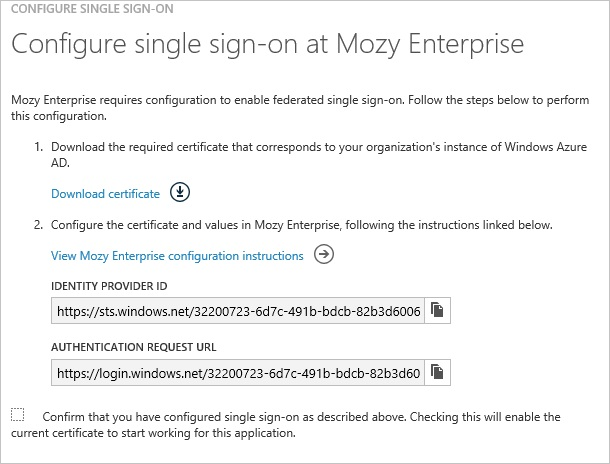 CONFIGURE SINGLE SIGN-ON
Configure single sign-on at Mozy Enterprise
Mozy Enterprise requires configuration to enable federated single sign-on. Follow the steps below to perform
this configuration.
1. Download the required certificate that corresponds to your organization's instance of Windows Azure
AD.
Download certificate
2. Configure the certificate and values in Mozy Enterprise, following the instructions linked below.
View Mozy Enterprise configuration instructions
IDENTITY PROVIDER ID
https://sts.windows.net/32200723-6d7c-491b-bdcb-82b3d6006
AUTHENTICATION REQUEST URL
https://login.windows.net/32200723-6d7c-491b-bdcb-82b3d60
Confirm that you have configured single sign-on as described above. Checking this will enable the
current certificate to start working for this application.